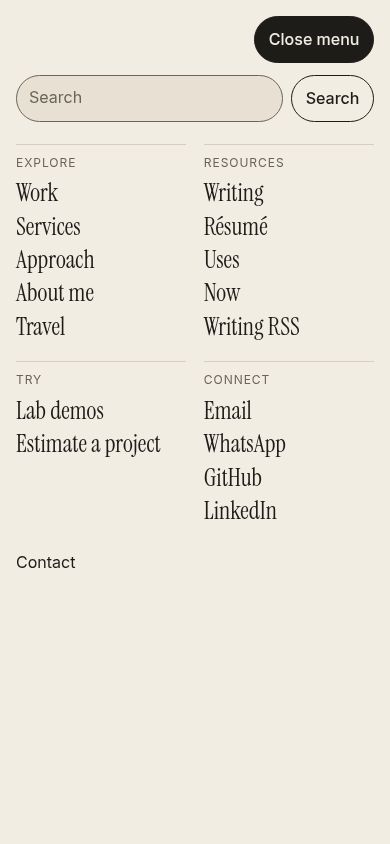 Close menu
Search
Search
EXPLORE
Work
Services
Approach
About me
Travel
RESOURCES
Writing
Résumé
Uses
Now
Writing RSS
TRY
Lab demos
Estimate a project
CONNECT
Email
WhatsApp
GitHub
LinkedIn
Contact